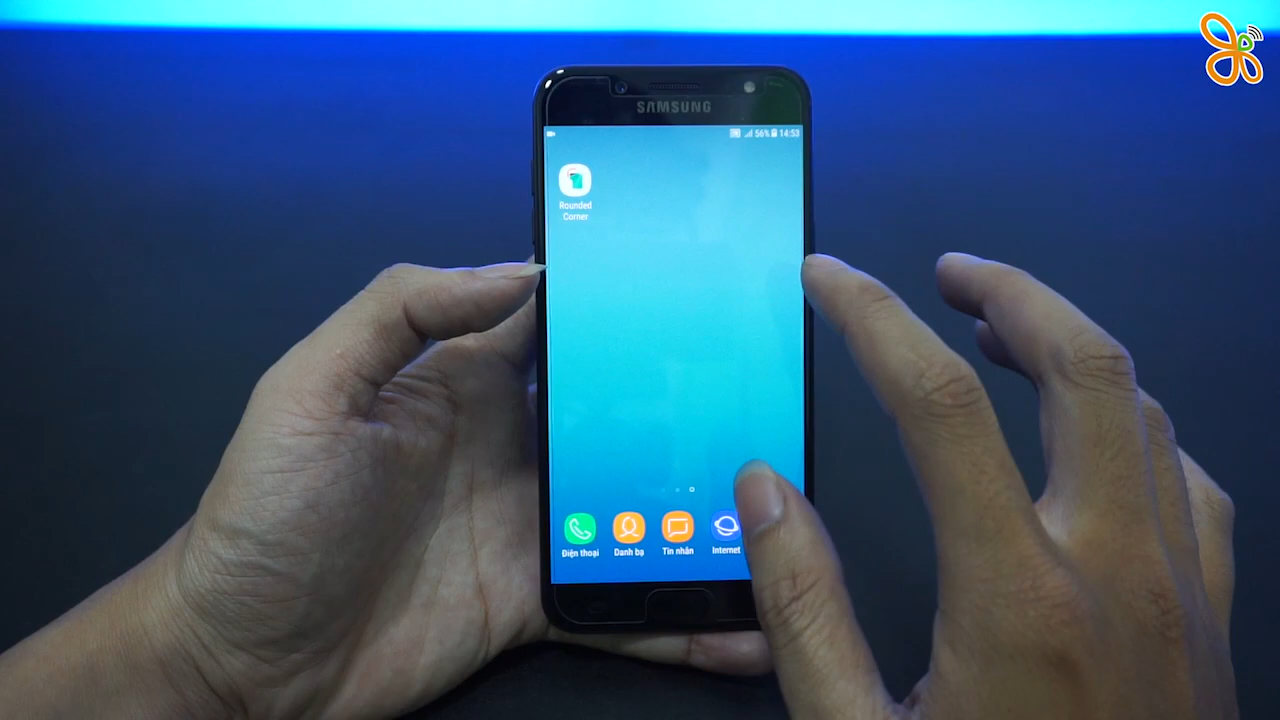 SAMSUNG
56% 14:53
Rounded
Corner
Điện thoại
Danh bạ
Tin nhắn
Internet